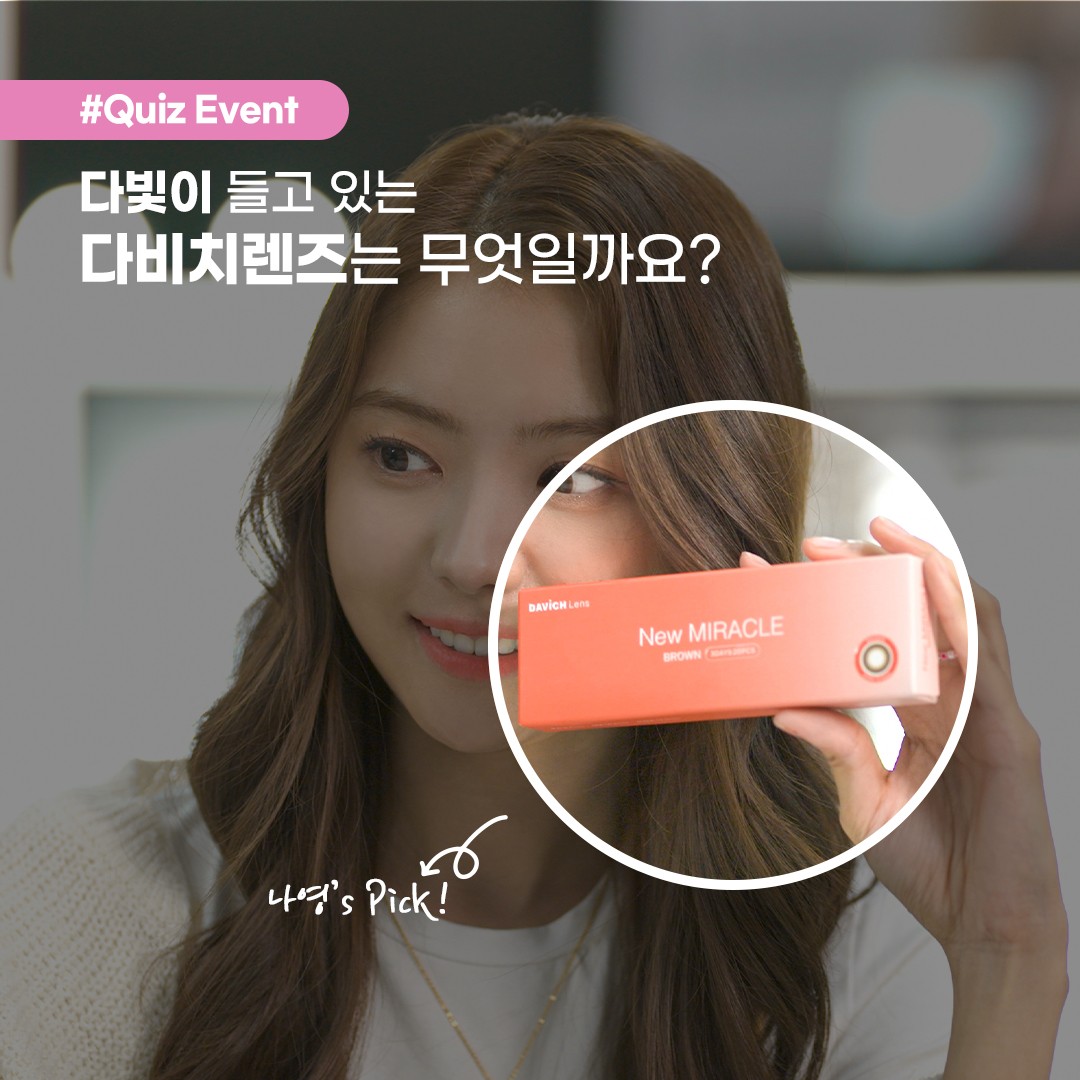 #Quiz Event
다빛이 들고 있는
다비치렌즈는 무엇일까요?
DAVICH Lens
New MIRACLE
BROWN
나영's Pick!